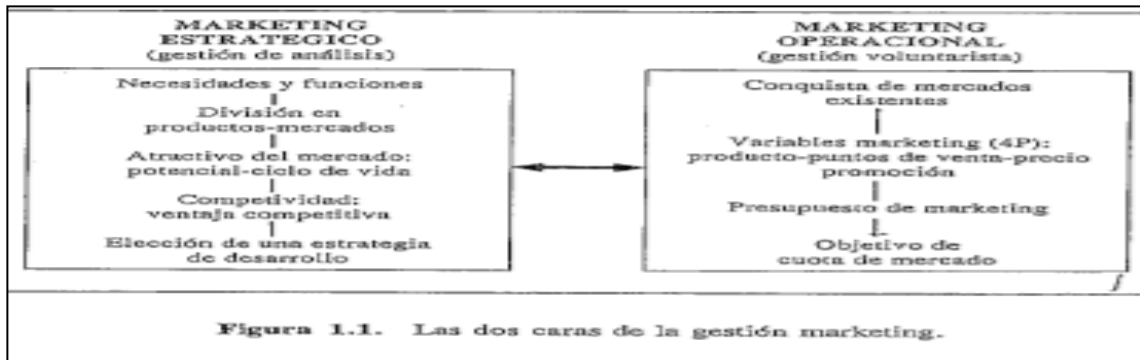 MARKETING
ESTRATEGICO
(gestión de análisis)
Necesidades y funciones
División en
productos-mercados
Atractivo del mercado:
potencial-ciclo de vida
Competividad:
ventaja competitiva
Elección de una estrategia
de desarrollo
MARKETING
OPERACIONAL
(gestión voluntarista)
Conquista de mercados
existentes
Variables marketing (4P):
producto-puntos de venta-precio
promoción
Presupuesto de marketing
Objetivo de
cuota de mercado
Figura 1.1. Las dos caras de la gestión marketing.